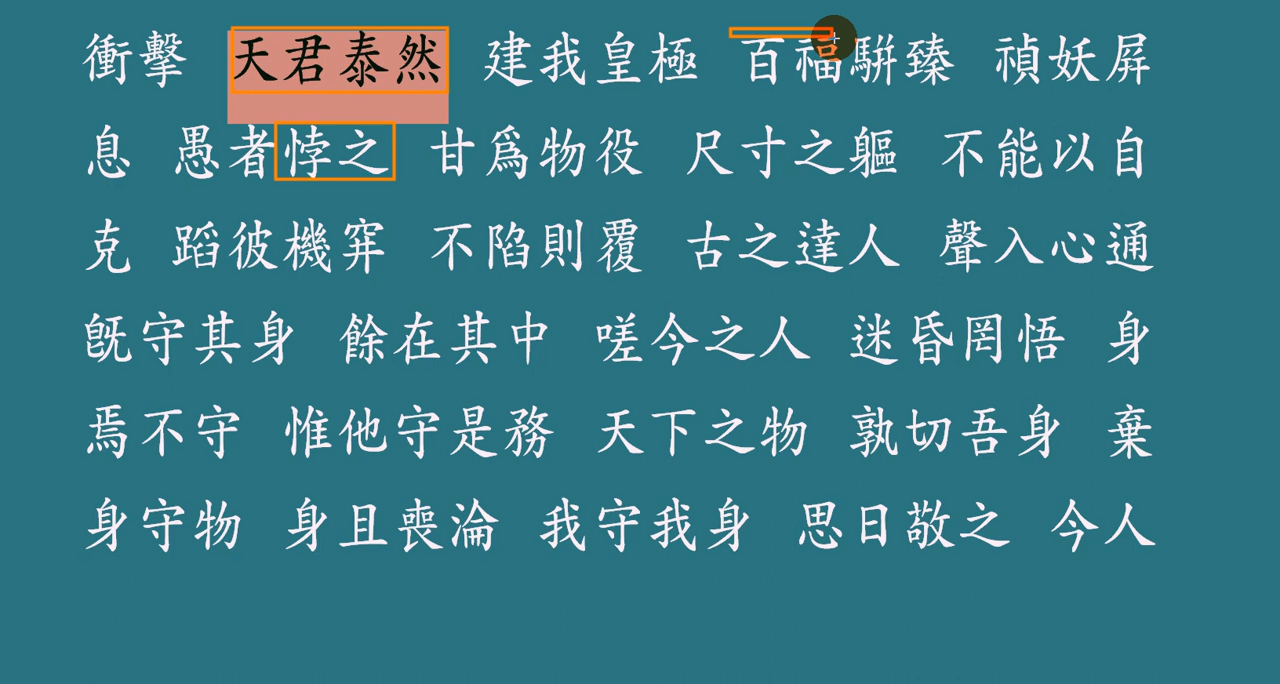 衝擊 天君泰然 建我皇極 百福騈臻 禎妖屛
息 愚者悖之 甘爲物役 尺寸之軀 不能以自
克 蹈彼機穽 不陷則覆 古之達人 聲入心通
旣守其身 餘在其中 嗟今之人 迷昏罔悟 身
焉不守 惟他守是務 天下之物 孰切吾身 棄
身守物 身且喪淪 我守我身 思日敬之 今人